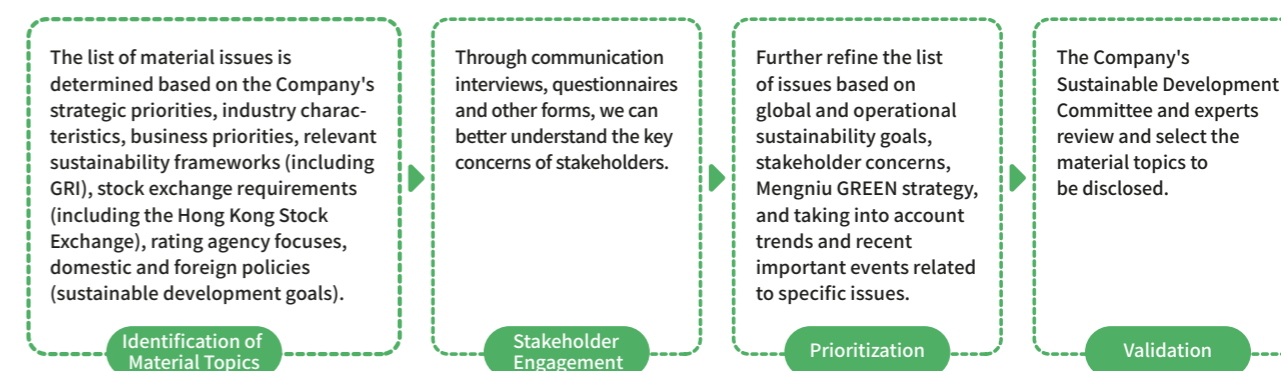 The list of material issues is
determined based on the Company's
strategic priorities, industry charac-
teristics, business priorities, relevant
sustainability frameworks (including
GRI), stock exchange requirements
(including the Hong Kong Stock
Exchange), rating agency focuses,
domestic and foreign policies
(sustainable development goals).
Identification of
Material Topics
Through communication
interviews, questionnaires
and other forms, we can
better understand the key
concerns of stakeholders.
Stakeholder
Engagement
Further refine the list
of issues based on
global and operational
sustainability goals,
stakeholder concerns,
Mengniu GREEN strategy,
and taking into account
trends and recent
important events related
to specific issues.
Prioritization
The Company's
Sustainable Development
Committee and experts
review and select the
material topics to
be disclosed.
Validation